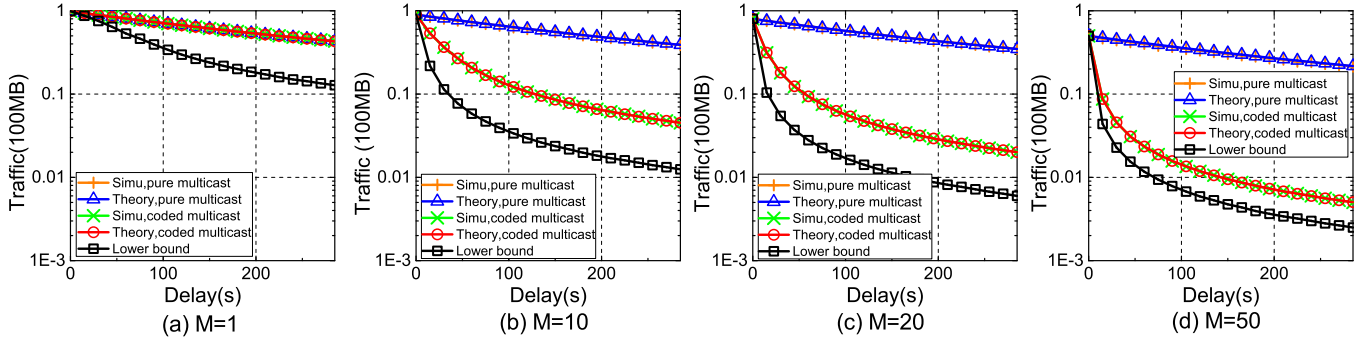 Traffic(100MB)
1
0.1
0.01
1E-3
Simu,pure multicast
Theory,pure multicast
Simu,coded multicast
Theory,coded multicast
Lower bound
0 100 200
Delay(s)
(a) M=1
Traffic (100MB)
1
0.1
0.01
1E-3
Simu,pure multicast
Theory,pure multicast
Simu,coded multicast
Theory,coded multicast
Lower bound
0 100 200
Delay(s)
(b) M=10
Traffic(100MB)
1
0.1
0.01
1E-3
Simu,pure multicast
Theory,pure multicast
Simu,coded multicast
Theory,coded multicast
Lower bound
0 100 200
Delay(s)
(c) M=20
Traffic(100MB)
1
0.1
0.01
1E-3
Simu,pure multicast
Theory,pure multicast
Simu,coded multicast
Theory,coded multicast
Lower bound
0 100 200
Delay(s)
(d) M=50